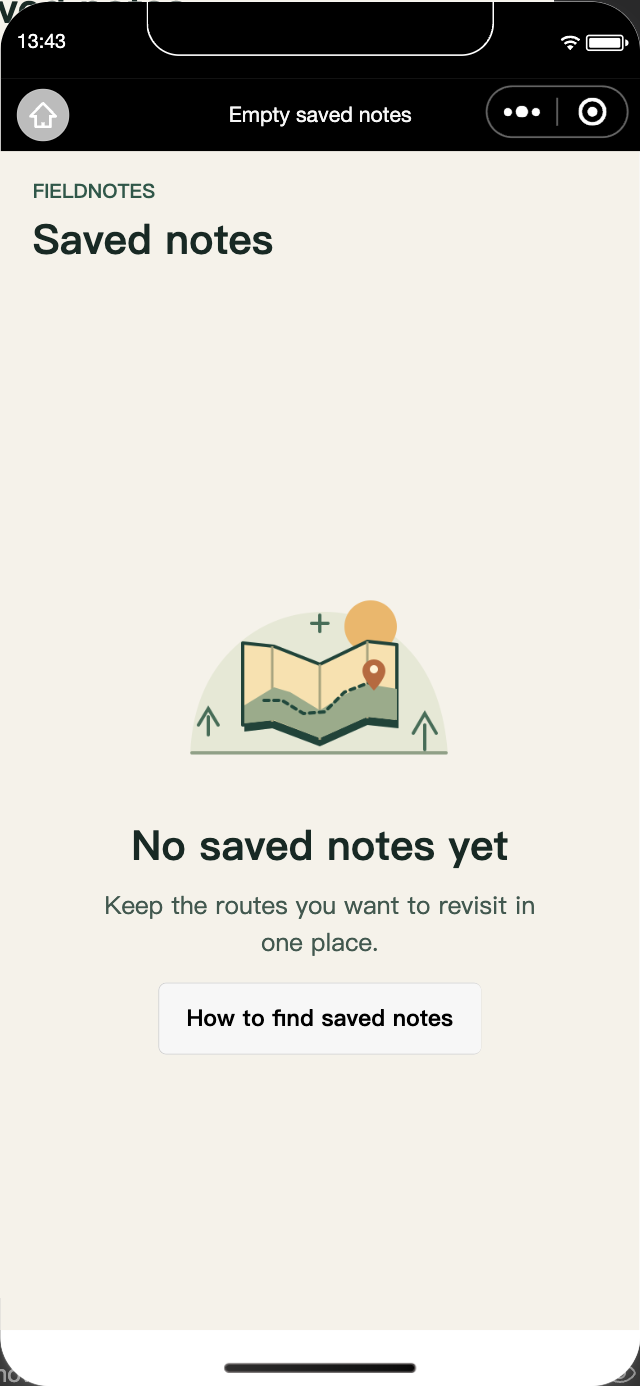 13:43
Empty saved notes
FIELDNOTES
Saved notes
No saved notes yet
Keep the routes you want to revisit in
one place.
How to find saved notes